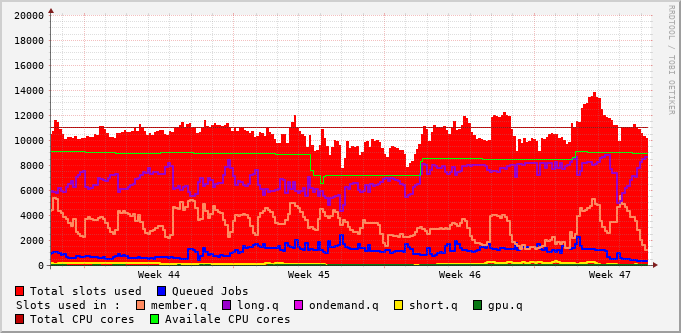 20000
18000
16000
14000
12000
10000
8000
6000
4000
2000
0
Week 44 Week 45 Week 46 Week 47
RRDTOOL / TOBI OETIKER
Total slots used Queued Jobs
Slots used in : member.q long.q ondemand.q short.q gpu.q
Total CPU cores Availale CPU cores